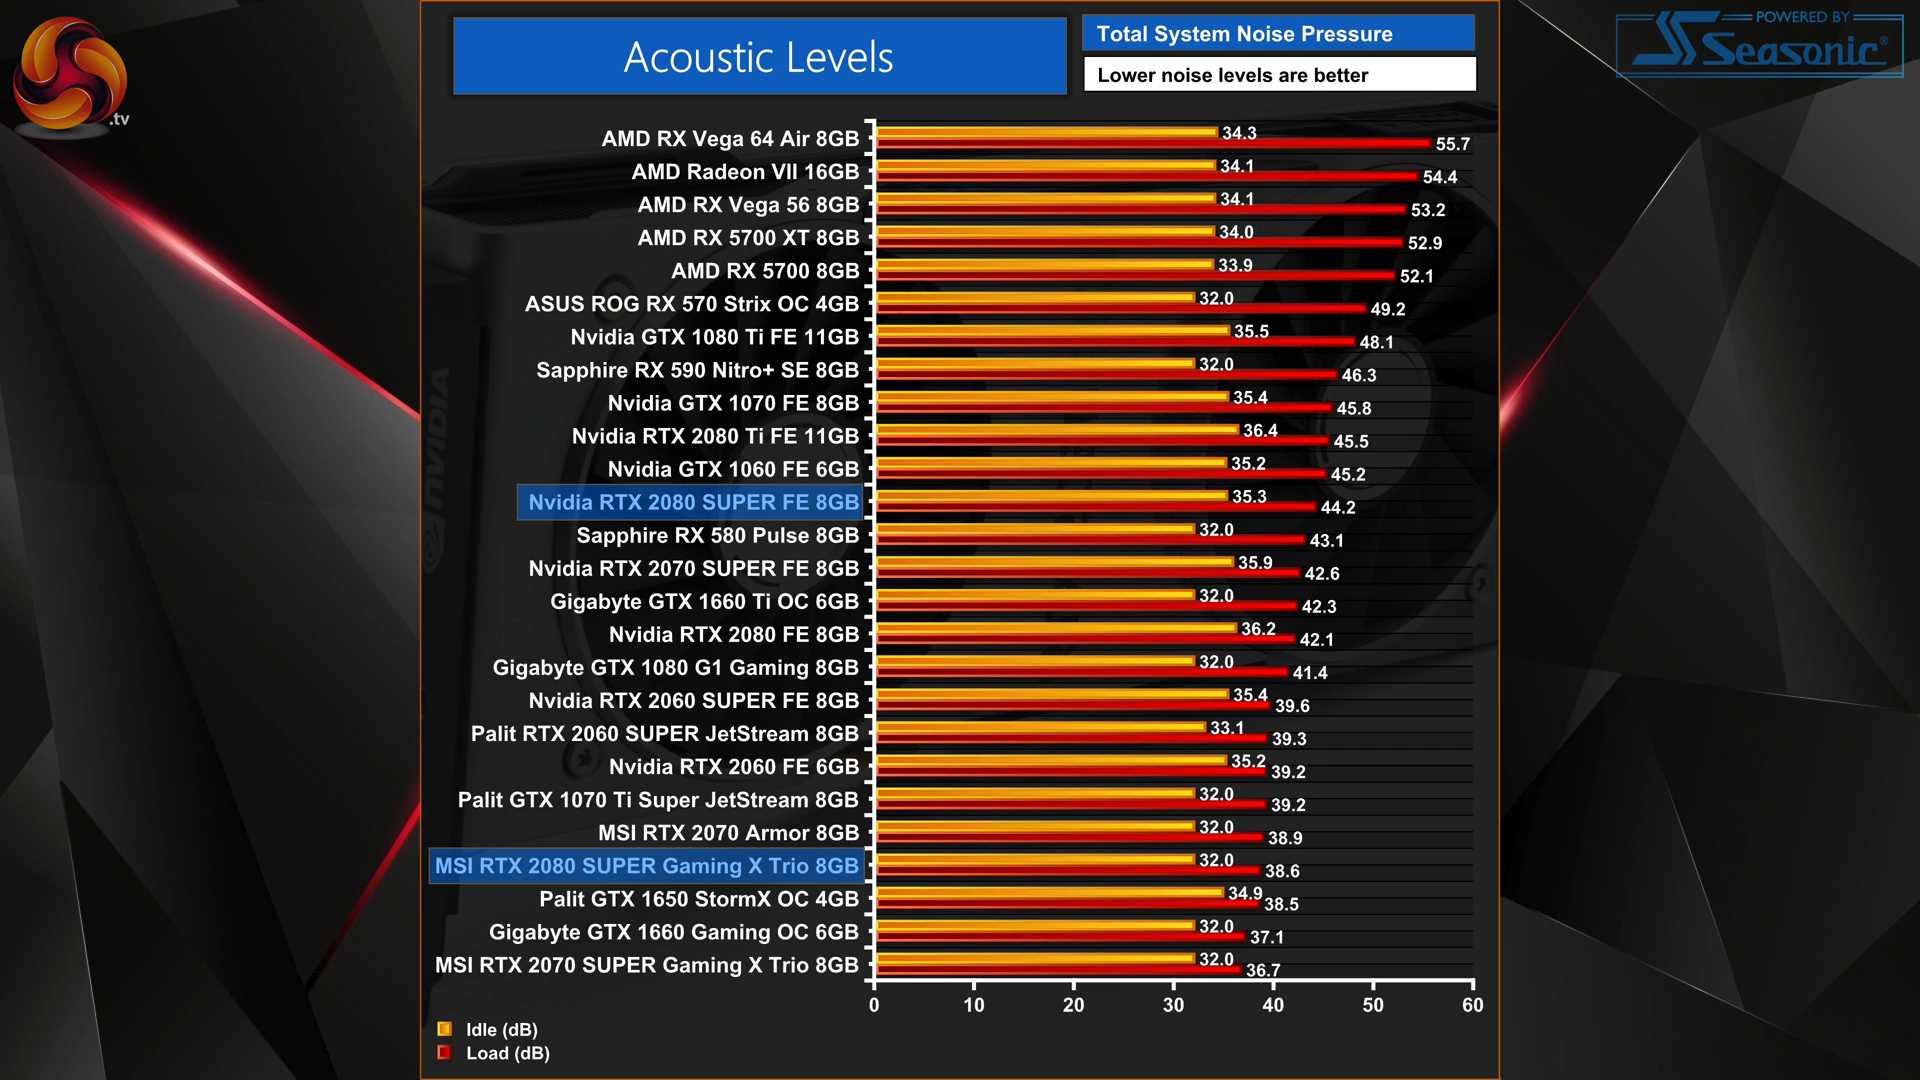 .tv
Acoustic Levels
Total System Noise Pressure
Lower noise levels are better
POWERED BY
Seasonic®
AMD RX Vega 64 Air 8GB 34.3 55.7
AMD Radeon VII 16GB 34.1 54.4
AMD RX Vega 56 8GB 34.1 53.2
AMD RX 5700 XT 8GB 34.0 52.9
AMD RX 5700 8GB 33.9 52.1
ASUS ROG RX 570 Strix OC 4GB 32.0 49.2
Nvidia GTX 1080 Ti FE 11GB 35.5 48.1
Sapphire RX 590 Nitro+ SE 8GB 32.0 46.3
Nvidia GTX 1070 FE 8GB 35.4 45.8
Nvidia RTX 2080 Ti FE 11GB 36.4 45.5
Nvidia GTX 1060 FE 6GB 35.2 45.2
Nvidia RTX 2080 SUPER FE 8GB 35.3 44.2
Sapphire RX 580 Pulse 8GB 32.0 43.1
Nvidia RTX 2070 SUPER FE 8GB 35.9 42.6
Gigabyte GTX 1660 Ti OC 6GB 32.0 42.3
Nvidia RTX 2080 FE 8GB 36.2 42.1
Gigabyte GTX 1080 G1 Gaming 8GB 32.0 41.4
Nvidia RTX 2060 SUPER FE 8GB 35.4 39.6
Palit RTX 2060 SUPER JetStream 8GB 33.1 39.3
Nvidia RTX 2060 FE 6GB 35.2 39.2
Palit GTX 1070 Ti Super JetStream 8GB 32.0 39.2
MSI RTX 2070 Armor 8GB 32.0 38.9
MSI RTX 2080 SUPER Gaming X Trio 8GB 32.0 38.6
Palit GTX 1650 StormX OC 4GB 34.9 38.5
Gigabyte GTX 1660 Gaming OC 6GB 32.0 37.1
MSI RTX 2070 SUPER Gaming X Trio 8GB 32.0 36.7
0 10 20 30 40 50 60
Idle (dB)
Load (dB)
NVIDIA